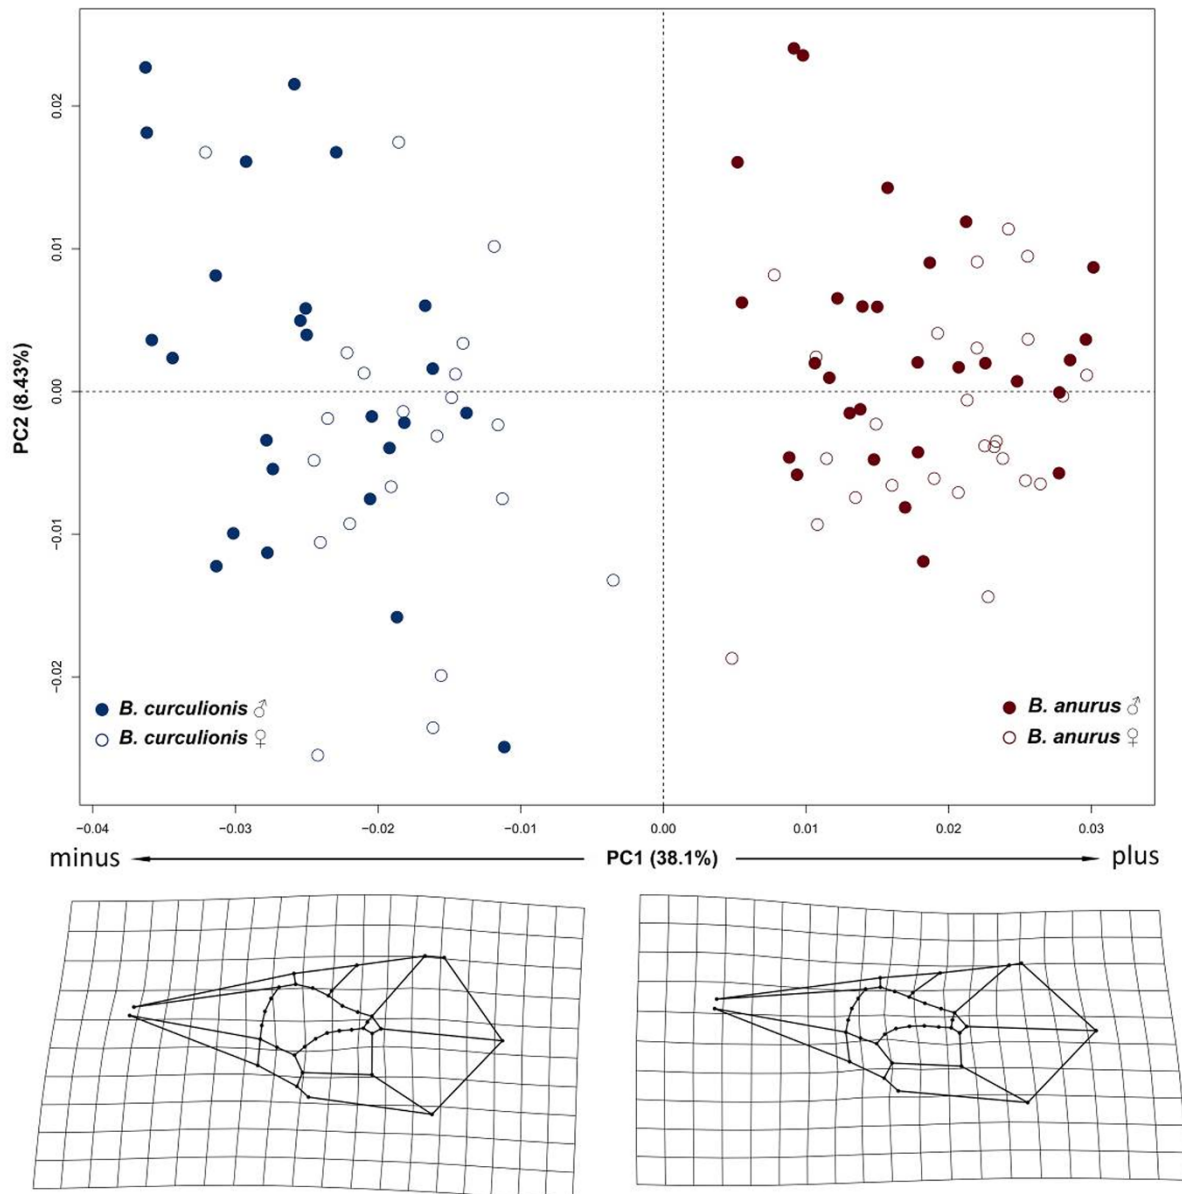 0.02
0.01
0.00
−0.01
−0.02
PC2 (8.43%)
B. curculionis ♂
B. curculionis ♀
B. anurus ♂
B. anurus ♀
−0.04 −0.03 −0.02 −0.01 0.00 0.01 0.02 0.03
minus PC1 (38.1%) plus